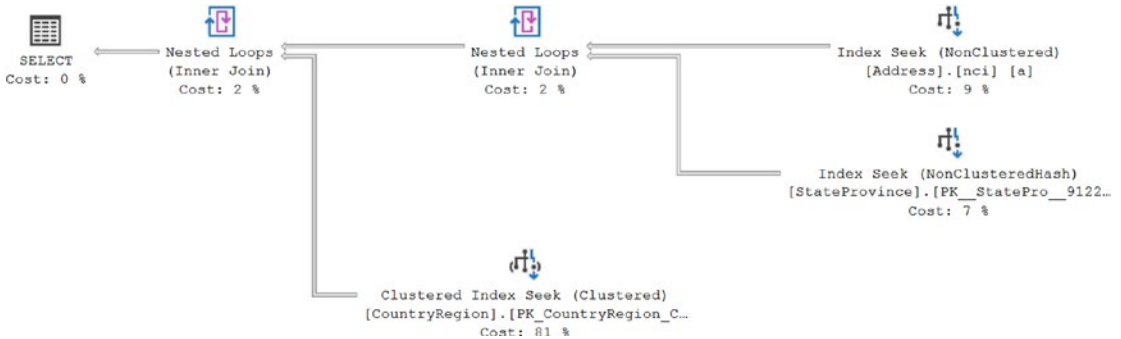 SELECT
Cost: 0 %
Nested Loops
(Inner Join)
Cost: 2 %
Nested Loops
(Inner Join)
Cost: 2 %
Index Seek (NonClustered)
[Address].[nci] [a]
Cost: 9 %
Index Seek (NonClusteredHash)
[StateProvince].[PK__StatePro__9122…
Cost: 7 %
Clustered Index Seek (Clustered)
[CountryRegion].[PK_CountryRegion_C…
Cost: 81 %